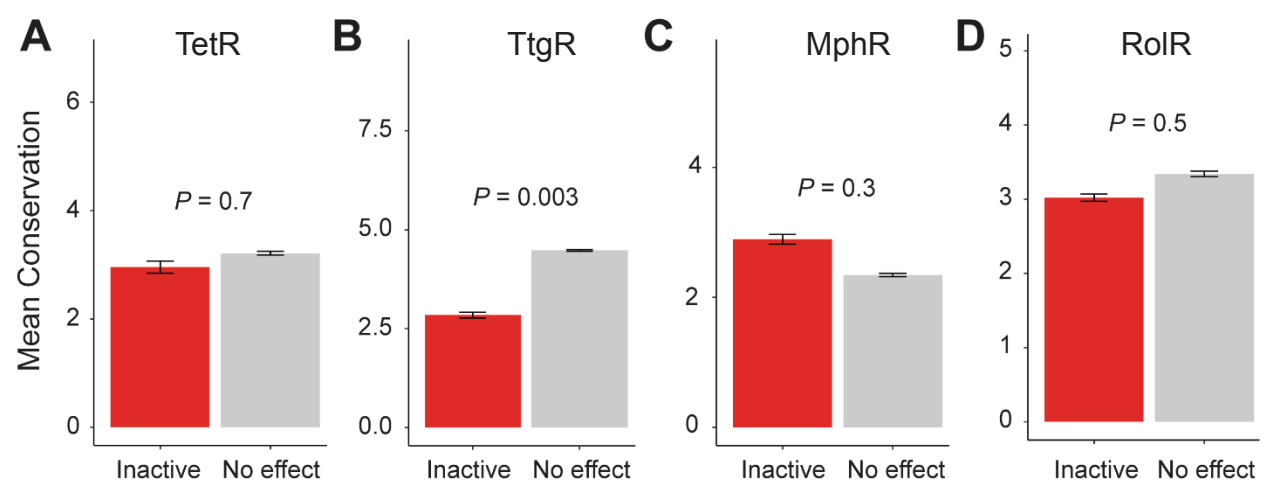 A TetR
B TtgR
C MphR
D RolR
Mean Conservation
6
4
2
0
P = 0.7
Inactive No effect
7.5
5.0
2.5
0.0
P = 0.003
Inactive No effect
4
2
0
P = 0.3
Inactive No effect
5
4
3
2
1
0
P = 0.5
Inactive No effect